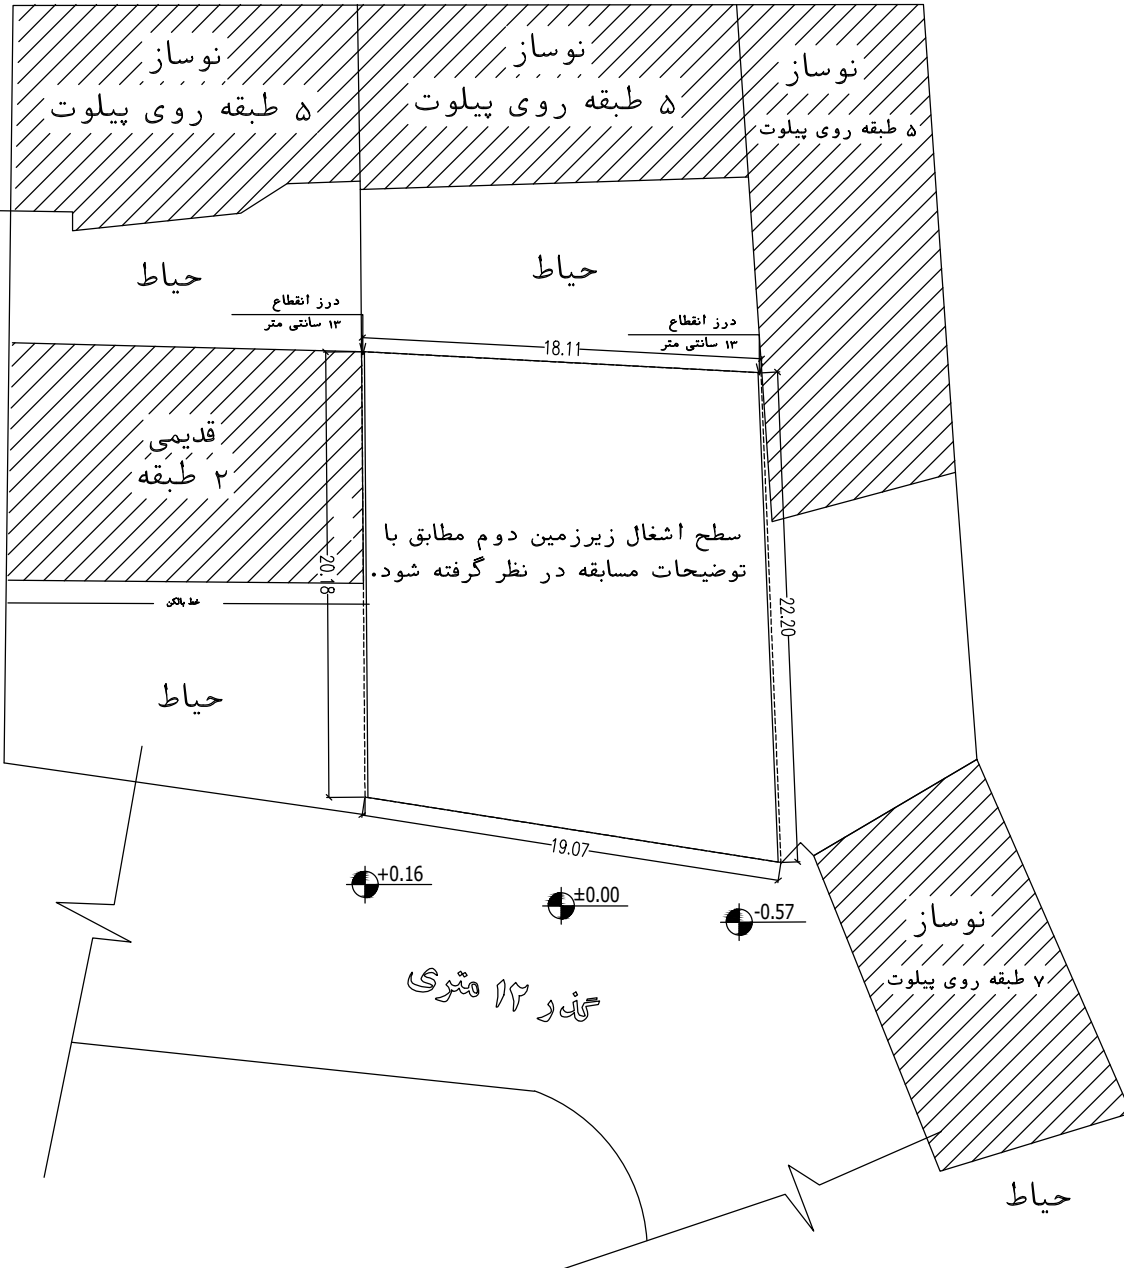 نوساز
۵ طبقه روی پیلوت
نوساز
۵ طبقه روی پیلوت
نوساز
۵ طبقه روی پیلوت
حیاط
حیاط
درز انقطاع
۱۳ سانتی متر
درز انقطاع
۱۳ سانتی متر
18.11
قدیمی
۲ طبقه
سطح اشغال زیرزمین دوم مطابق با
توضیحات مسابقه در نظر گرفته شود.
20.18
22.20
خط بالکن
حیاط
19.07
+0.16
±0.00
-0.57
گذر ۱۲ متری
نوساز
۷ طبقه روی پیلوت
حیاط